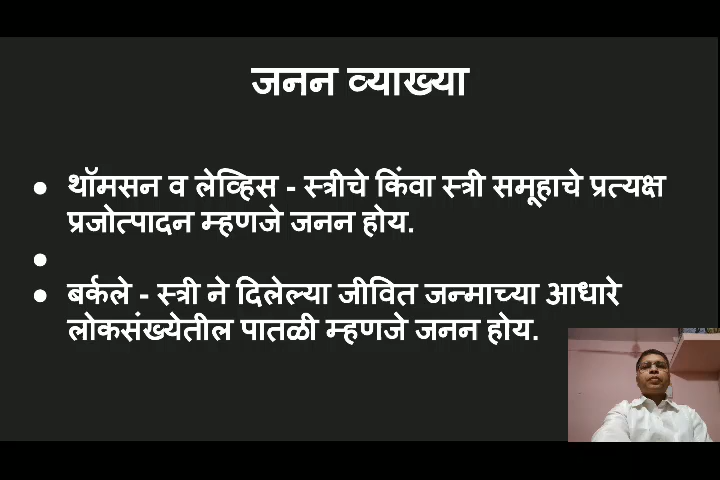 जनन व्याख्या
● थॉमसन व लेव्हिस - स्त्रीचे किंवा स्त्री समूहाचे प्रत्यक्ष
प्रजोत्पादन म्हणजे जनन होय.
●
● बर्कले - स्त्री ने दिलेल्या जीवित जन्माच्या आधारे
लोकसंख्येतील पातळी म्हणजे जनन होय.